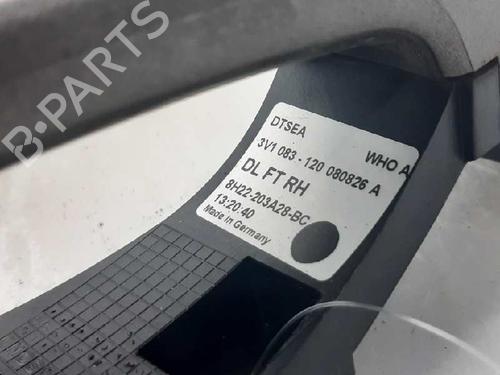 B-PARTS
DTSEA WHO A
3V1 083 - 120 080826 A
DL FT RH
8H22-203A28-BC
13:20:40
Made in Germany